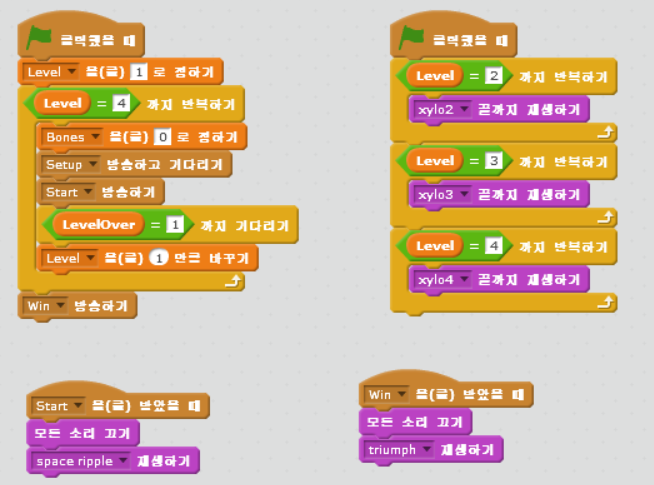 클릭했을 때
Level 을(를) 1 로 정하기
Level = 4 까지 반복하기
Bones 을(를) 0 로 정하기
Setup 방송하고 기다리기
Start 방송하기
LevelOver = 1 까지 기다리기
Level 을(를) 1 만큼 바꾸기
Win 방송하기
클릭했을 때
Level = 2 까지 반복하기
xylo2 끝까지 재생하기
Level = 3 까지 반복하기
xylo3 끝까지 재생하기
Level = 4 까지 반복하기
xylo4 끝까지 재생하기
Start 을(를) 받았을 때
모든 소리 끄기
space ripple 재생하기
Win 을(를) 받았을 때
모든 소리 끄기
triumph 재생하기